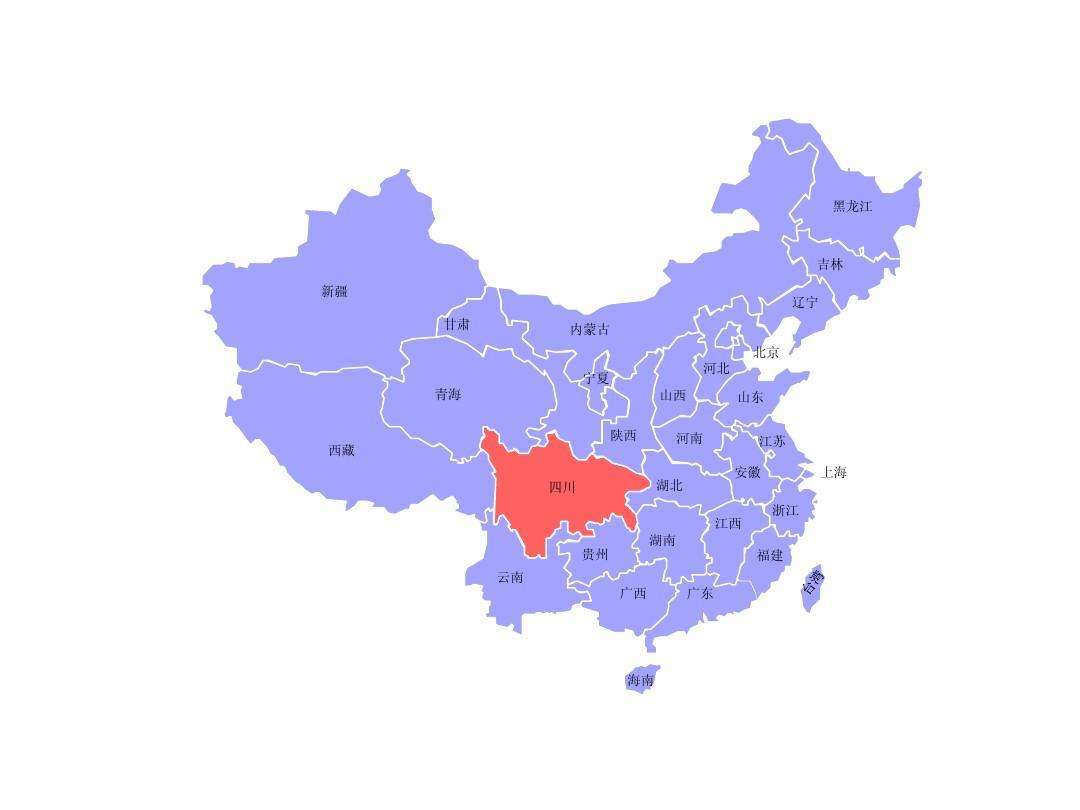 黑龙江
吉林
新疆
辽宁
甘肃
内蒙古
北京
河北
宁夏
青海
山西
山东
陕西
河南
江苏
西藏
安徽
上海
四川
湖北
浙江
江西
湖南
贵州
福建
云南
台湾
广西
广东
海南